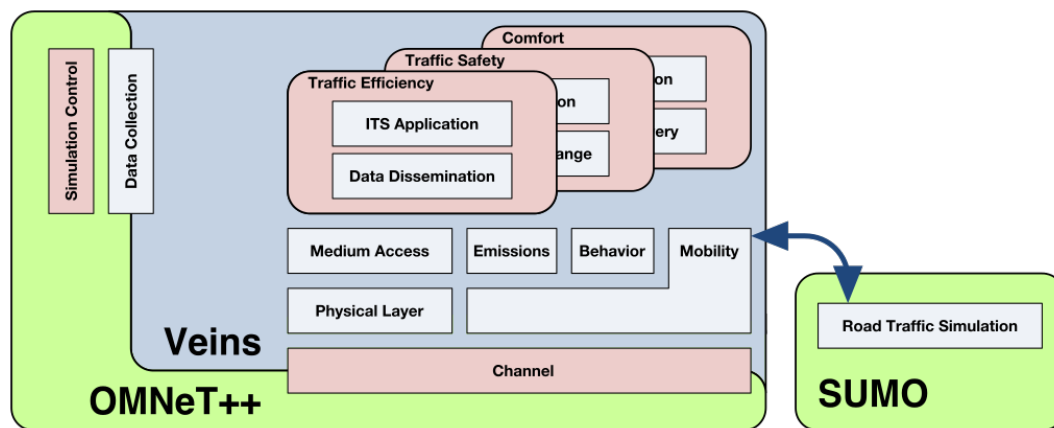 Comfort
Traffic Safety
Traffic Efficiency
Simulation Control
Data Collection
ITS Application
on
on
Data Dissemination
ange
ery
Medium Access
Emissions
Behavior
Mobility
Physical Layer
Road Traffic Simulation
Veins
Channel
OMNeT++
SUMO